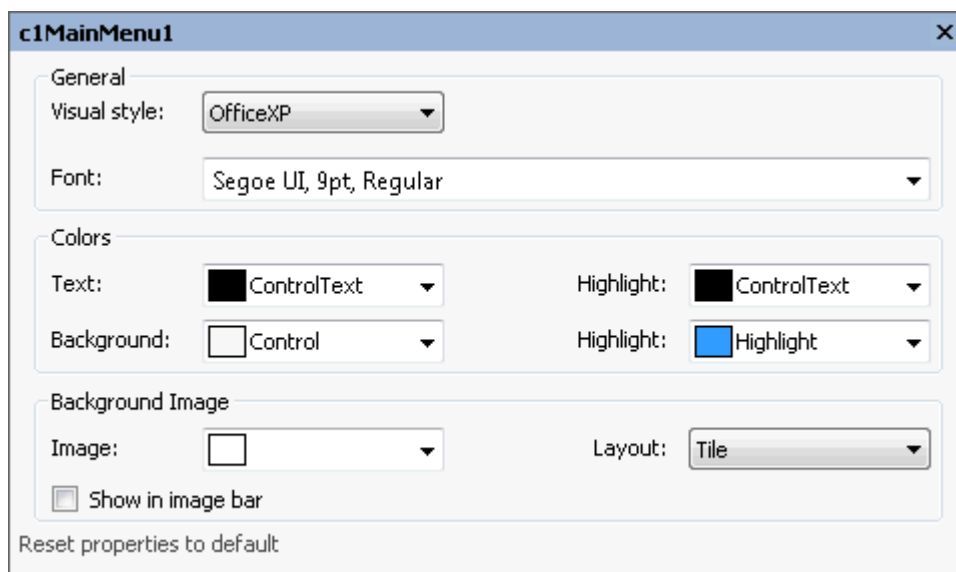 c1MainMenu1
General
Visual style: OfficeXP
Font: Segoe UI, 9pt, Regular
Colors
Text: ControlText Highlight: ControlText
Background: Control Highlight: Highlight
Background Image
Image: Layout: Tile
Show in image bar
Reset properties to default